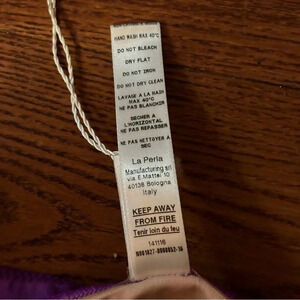 HAND WASH MAX 40°C
DO NOT BLEACH
DRY FLAT
DO NOT IRON
DO NOT DRY CLEAN
LAVAGE A LA MAIN
MAX 40°C
NE PAS BLANCHIR
SECHER A
L'HORIZONTAL
NE PAS REPASSER
NE PAS NETTOYER A
SEC
La Perla
Manufacturing srl
via E.Mattei 10
40138 Bologna
Italy
KEEP AWAY
FROM FIRE
Tenir loin du feu
141116